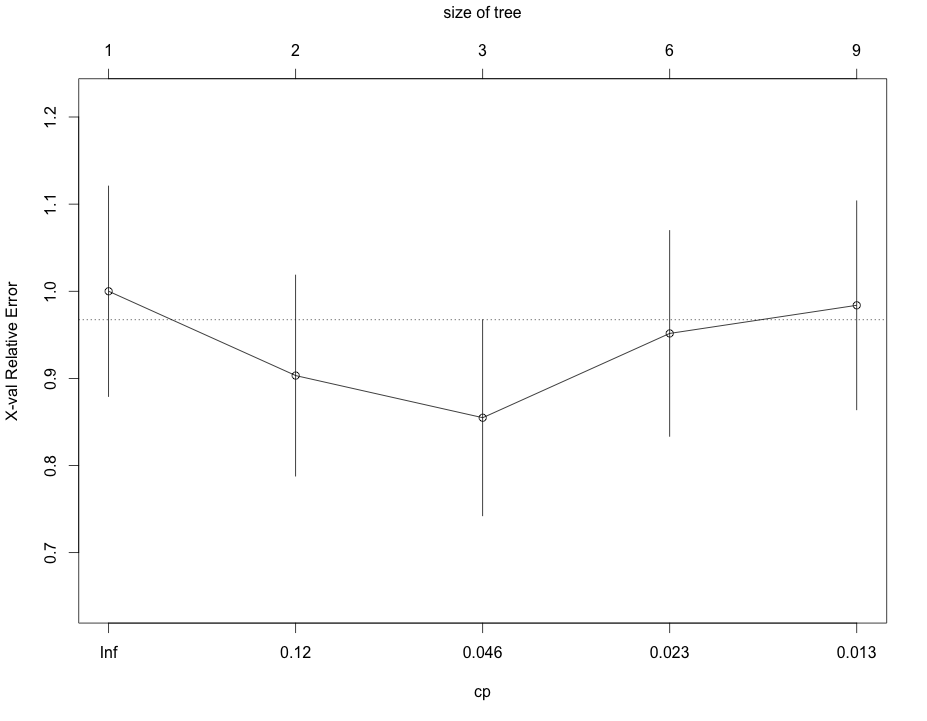 size of tree
1 2 3 6 9
1.2
1.1
1.0
0.9
0.8
0.7
X-val Relative Error
Inf 0.12 0.046 0.023 0.013
cp